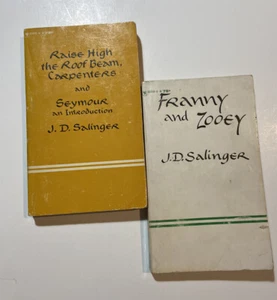 Raise High
the Roof Beam,
Carpenters
and
Seymour
an Introduction
J. D. Salinger
Franny
and Zooey
J.D. Salinger